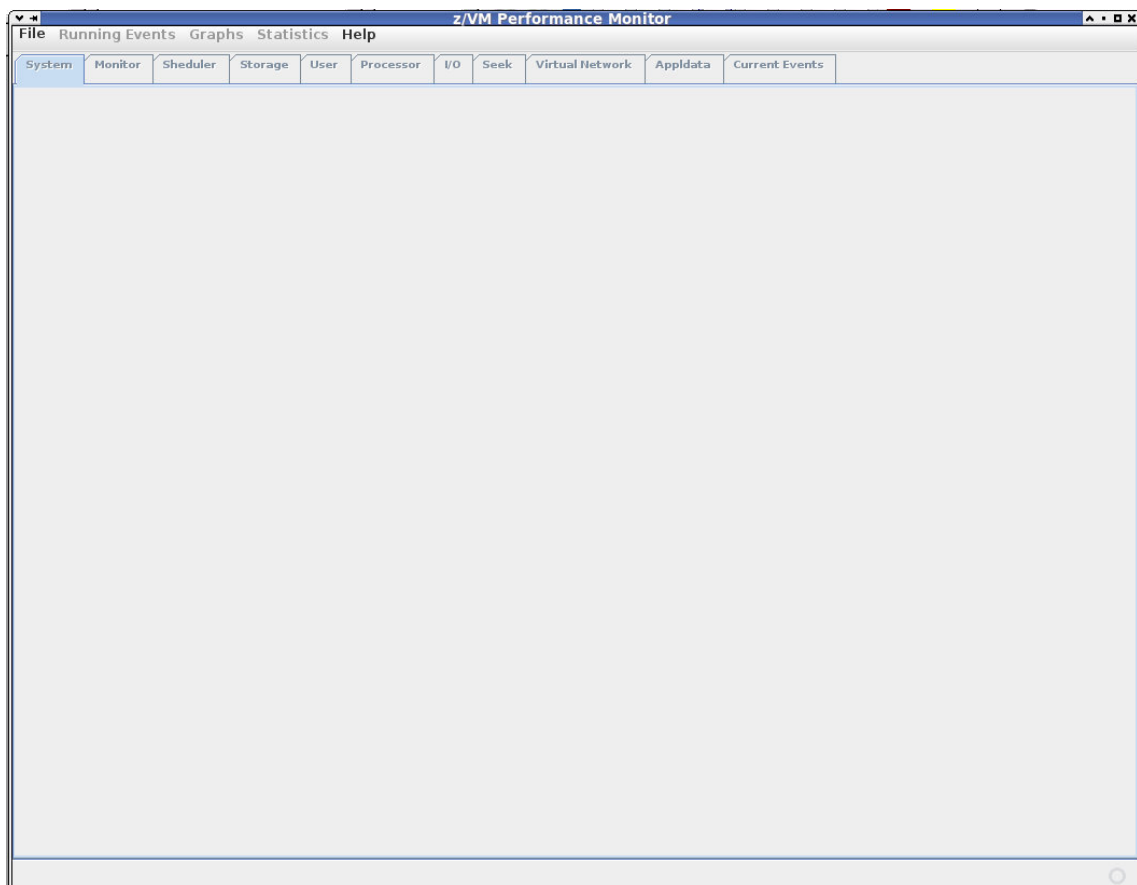 z/VM Performance Monitor
File Running Events Graphs Statistics Help
System Monitor Sheduler Storage User Processor I/O Seek Virtual Network Appldata Current Events